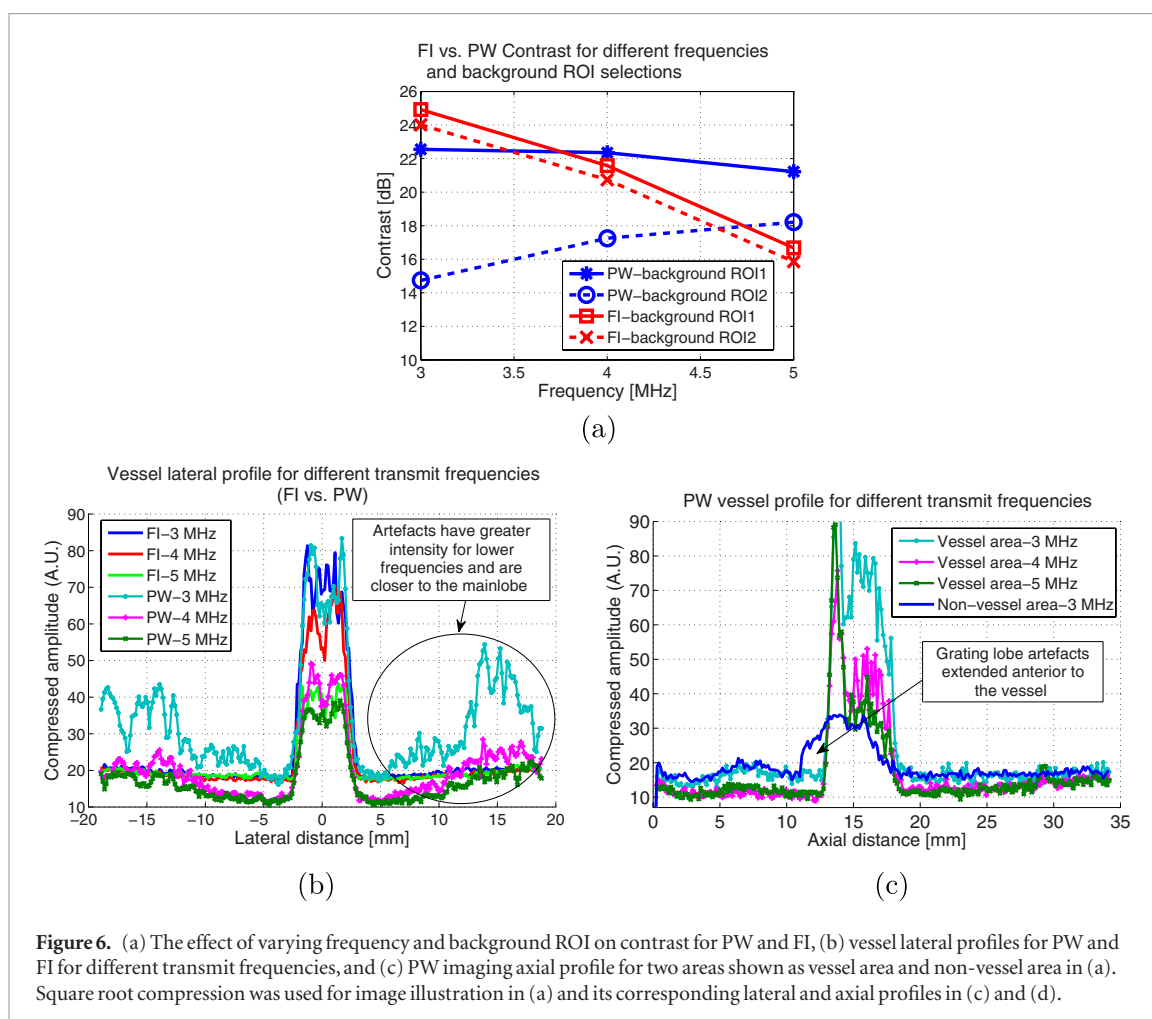 FI vs. PW Contrast for different frequencies
and background ROI selections
26
24
22
20
18
16
14
12
10
Contrast [dB]
PW−background ROI1
PW−background ROI2
FI−background ROI1
FI−background ROI2
3 3.5 4 4.5 5
Frequency [MHz]
(a)
Vessel lateral profile for different transmit frequencies
(FI vs. PW)
90
80
70
60
50
40
30
20
10
Compressed amplitude (A.U.)
FI−3 MHz
FI−4 MHz
FI−5 MHz
PW−3 MHz
PW−4 MHz
PW−5 MHz
Artefacts have greater
intensity for lower
frequencies and are
closer to the mainlobe
−20 −15 −10 −5 0 5 10 15 20
Lateral distance [mm]
(b)
PW vessel profile for different transmit frequencies
90
80
70
60
50
40
30
20
10
Compressed amplitude (A.U.)
Vessel area−3 MHz
Vessel area−4 MHz
Vessel area−5 MHz
Non−vessel area−3 MHz
Grating lobe artefacts
extended anterior to
the vessel
0 5 10 15 20 25 30 35
Axial distance [mm]
(c)
Figure 6. (a) The effect of varying frequency and background ROI on contrast for PW and FI, (b) vessel lateral profiles for PW and
FI for different transmit frequencies, and (c) PW imaging axial profile for two areas shown as vessel area and non-vessel area in (a).
Square root compression was used for image illustration in (a) and its corresponding lateral and axial profiles in (c) and (d).